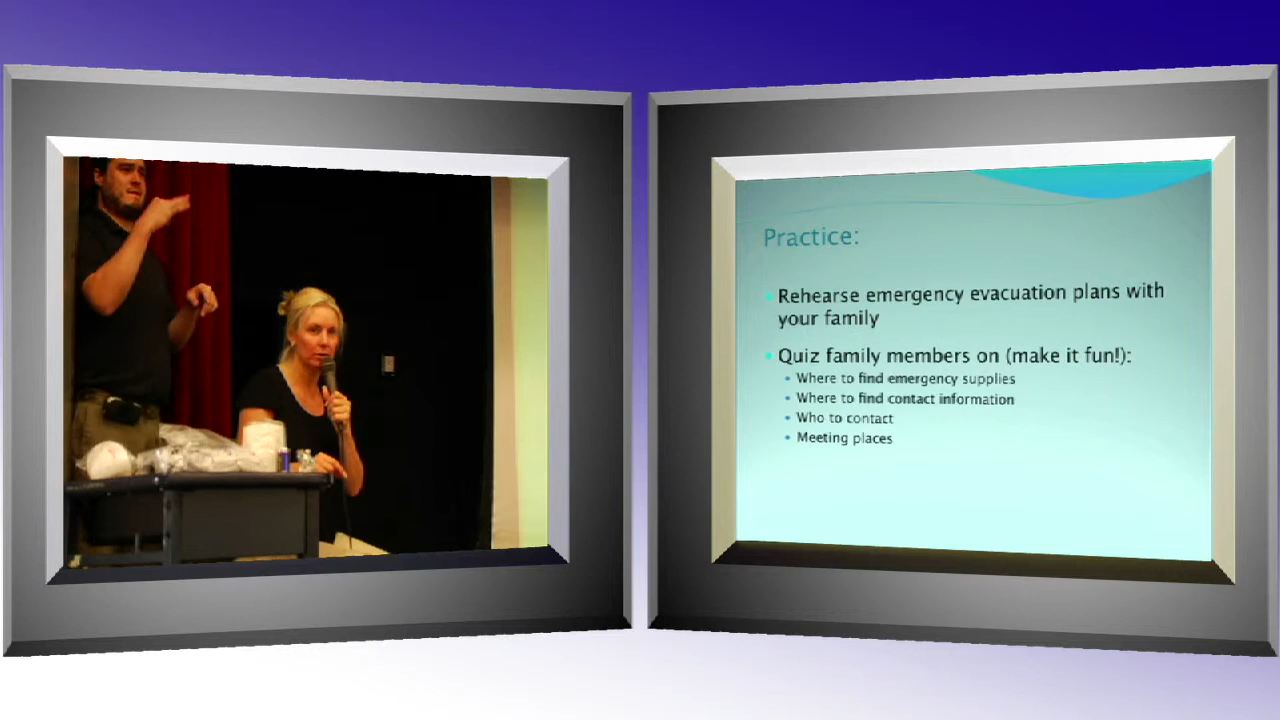 Practice:
Rehearse emergency evacuation plans with
your family
Quiz family members on (make it fun!):
Where to find emergency supplies
Where to find contact information
Who to contact
Meeting places